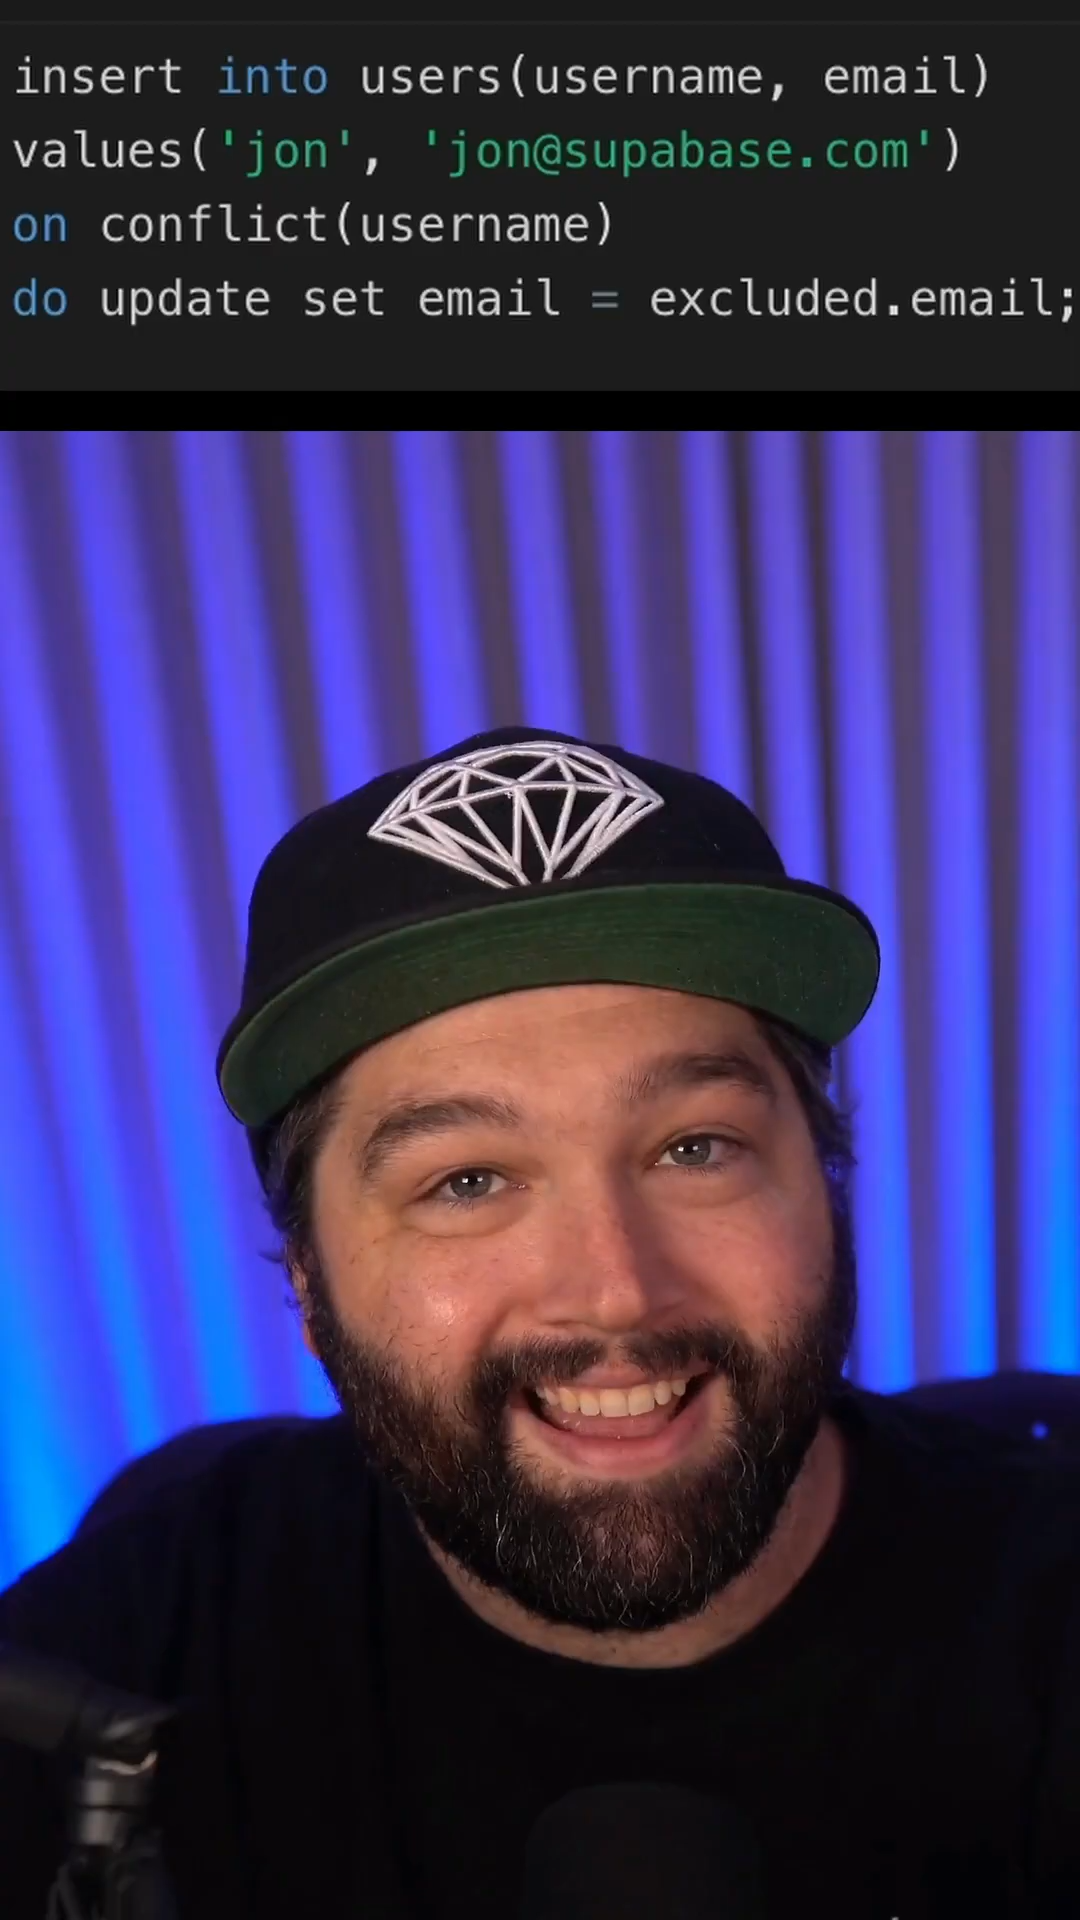 insert into users(username, email)
values('jon', 'jon@supabase.com')
on conflict(username)
do update set email = excluded.email;